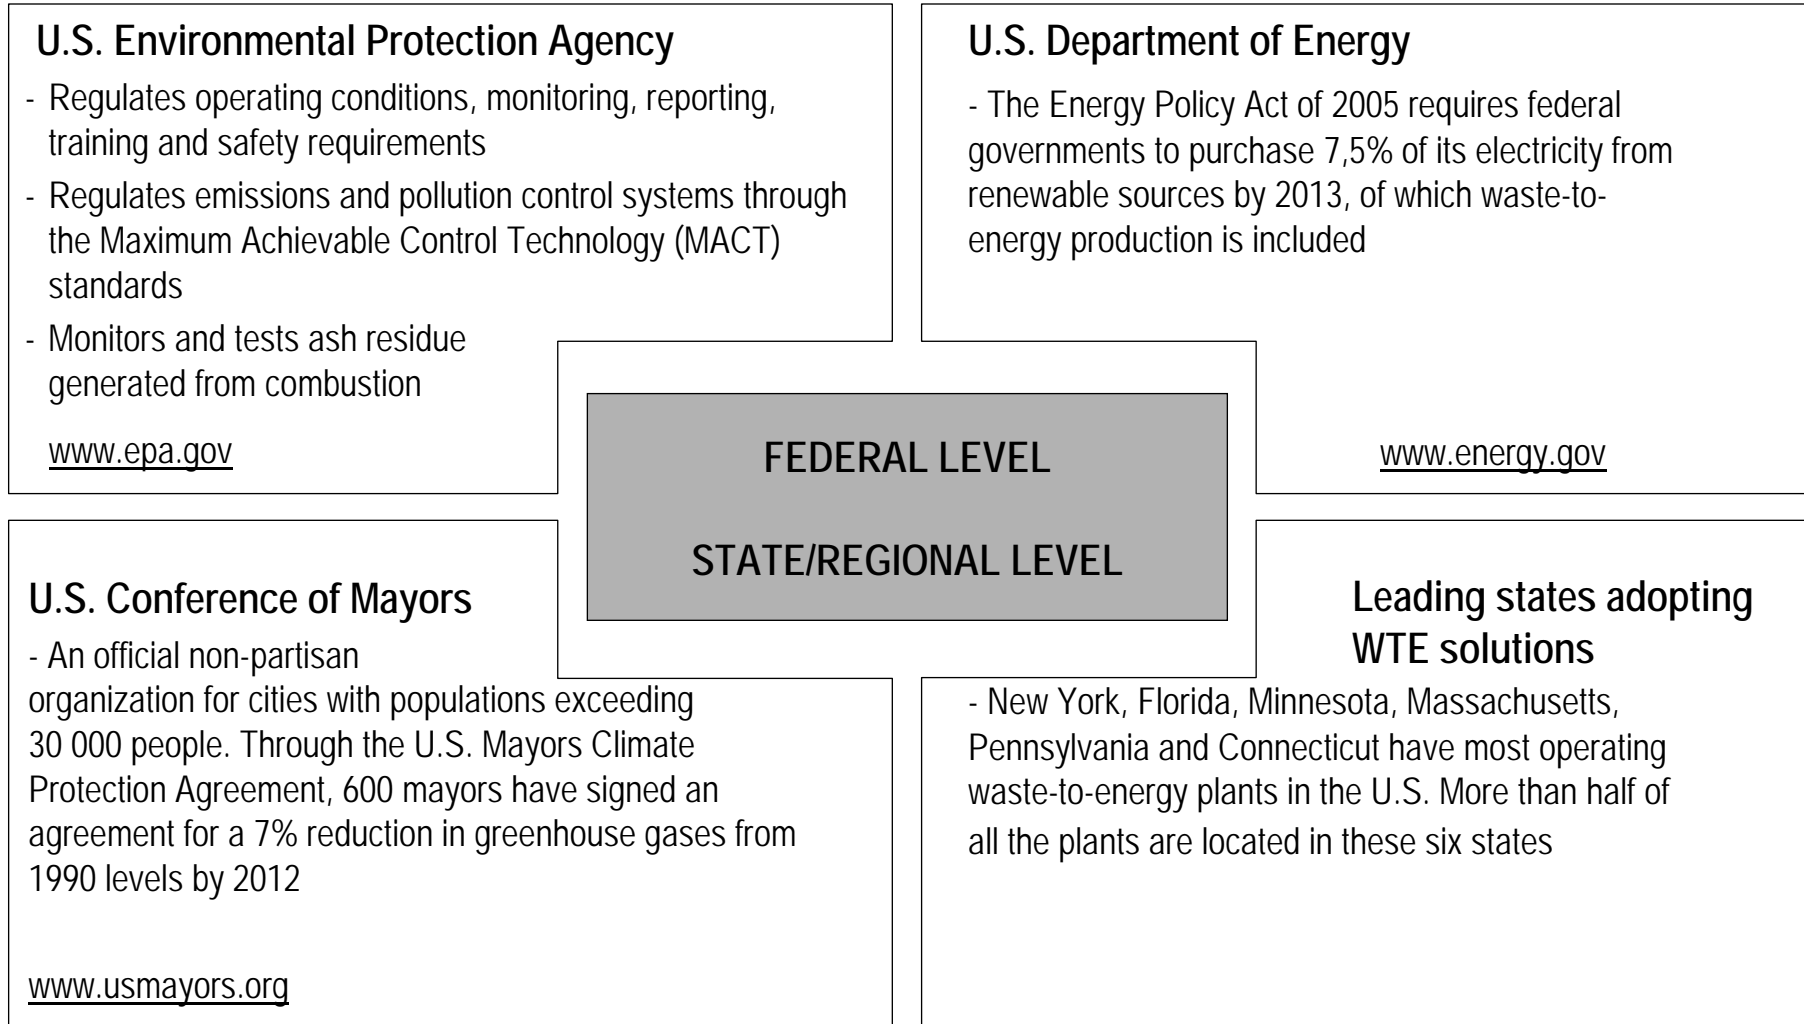 U.S. Environmental Protection Agency
- Regulates operating conditions, monitoring, reporting,
training and safety requirements
- Regulates emissions and pollution control systems through
the Maximum Achievable Control Technology (MACT)
standards
- Monitors and tests ash residue
generated from combustion
www.epa.gov
U.S. Department of Energy
- The Energy Policy Act of 2005 requires federal
governments to purchase 7,5% of its electricity from
renewable sources by 2013, of which waste-to-
energy production is included
www.energy.gov
FEDERAL LEVEL
STATE/REGIONAL LEVEL
U.S. Conference of Mayors
- An official non-partisan
organization for cities with populations exceeding
30 000 people. Through the U.S. Mayors Climate
Protection Agreement, 600 mayors have signed an
agreement for a 7% reduction in greenhouse gases from
1990 levels by 2012
www.usmayors.org
Leading states adopting
WTE solutions
- New York, Florida, Minnesota, Massachusetts,
Pennsylvania and Connecticut have most operating
waste-to-energy plants in the U.S. More than half of
all the plants are located in these six states